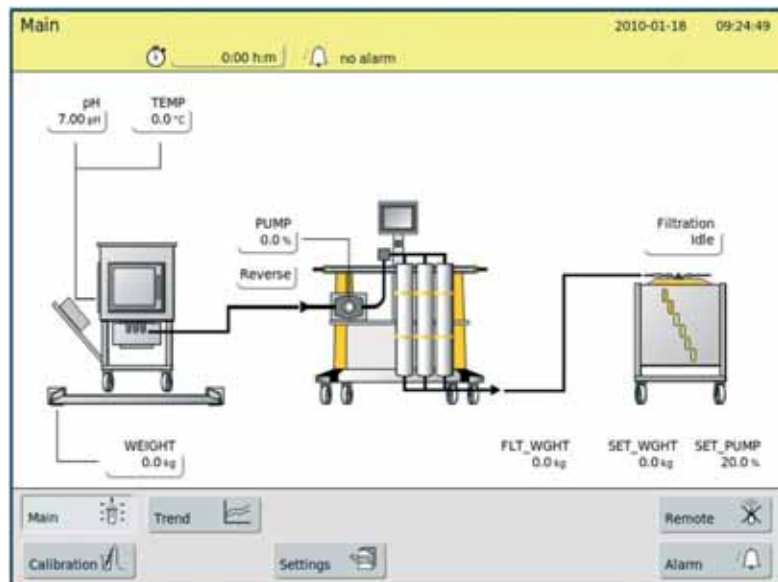 Main 2010-01-18 09:24:49
0:00 h:m no alarm
pH TEMP
7.00 pH 0.0 °C
PUMP
0.0 %
Reverse
Filtration
Idle
WEIGHT
0.0 kg
FLT_WGHT SET_WGHT SET_PUMP
0.0 kg 0.0 kg 20.0 %
Main Trend Remote
Calibration Settings Alarm